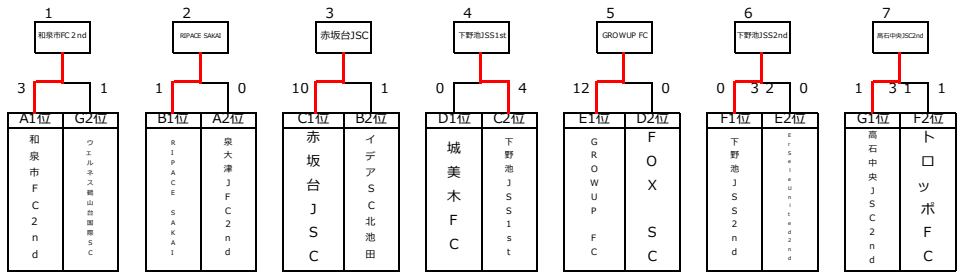 1 2 3 4 5 6 7
和泉市FC2nd RIPACE SAKAI 赤坂台JSC 下野池JSS1st GROWUP FC 下野池JSS2nd 高石中央JSC2nd
3 1 1 0 10 1 0 4 12 0 0 3 2 0 1 3 1 1
A1位 G2位 B1位 A2位 C1位 B2位 D1位 C2位 E1位 D2位 F1位 E2位 G1位 F2位
和泉市FC2nd
ウエルネス鶴山台国際SC
RIPACE SAKAI
泉大津JFC2nd
赤坂台JSC
イデアSC北池田
城美木FC
下野池JSS1st
GROWUP FC
FOX SC
下野池JSS2nd
ErSeleUnited2nd
高石中央JSC2nd
トロッポFC